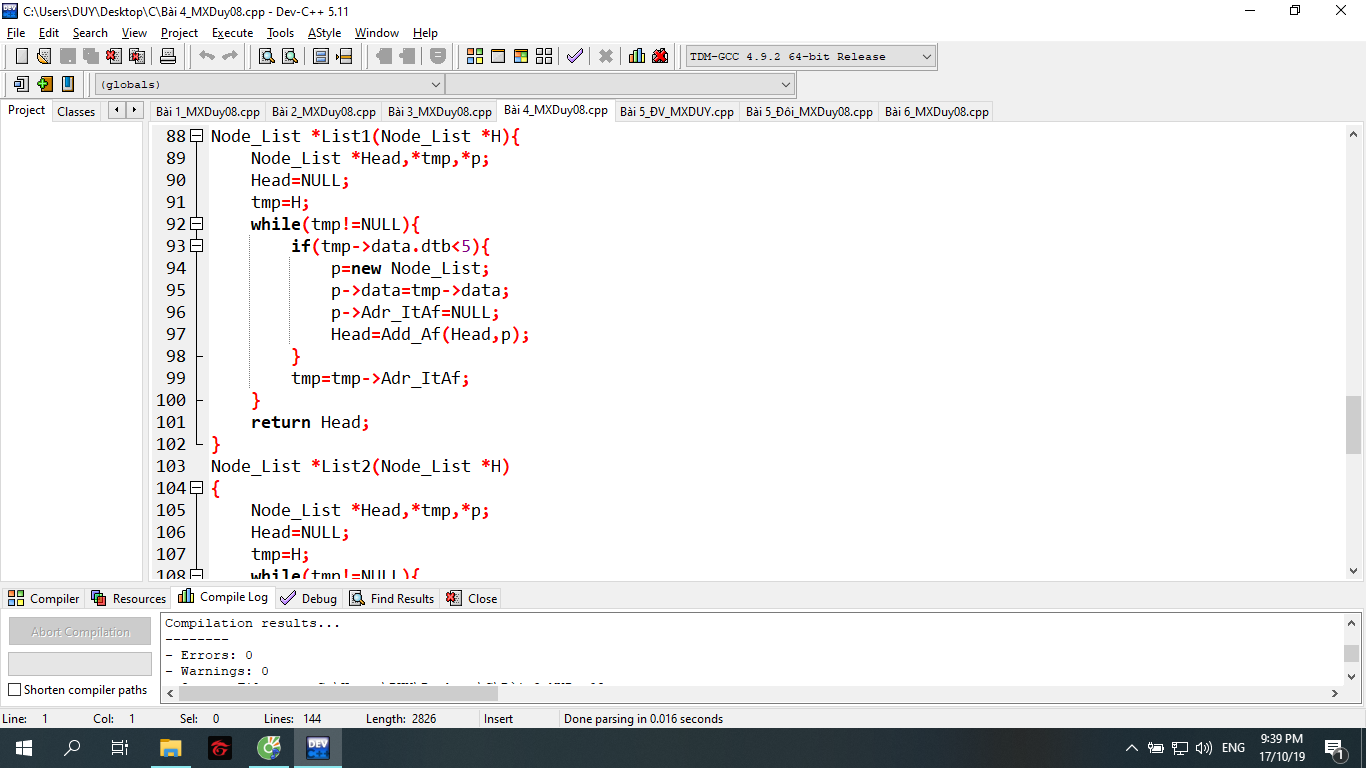 C:\Users\DUY\Desktop\C\Bài 4_MXDuy08.cpp - Dev-C++ 5.11
File Edit Search View Project Execute Tools AStyle Window Help
TDM-GCC 4.9.2 64-bit Release
(globals)
Project Classes
Bài 1_MXDuy08.cpp Bài 2_MXDuy08.cpp Bài 3_MXDuy08.cpp Bài 4_MXDuy08.cpp Bài 5_ĐV_MXDUY.cpp Bài 5_Đôi_MXDuy08.cpp Bài 6_MXDuy08.cpp
88 Node_List *List1(Node_List *H){
89 Node_List *Head,*tmp,*p;
90 Head=NULL;
91 tmp=H;
92 while(tmp!=NULL){
93 if(tmp->data.dtb<5){
94 p=new Node_List;
95 p->data=tmp->data;
96 p->Adr_ItAf=NULL;
97 Head=Add_Af(Head,p);
98 }
99 tmp=tmp->Adr_ItAf;
100 }
101 return Head;
102 }
103 Node_List *List2(Node_List *H)
104 {
105 Node_List *Head,*tmp,*p;
106 Head=NULL;
107 tmp=H;
108 while(tmp!=NULL){
Compiler Resources Compile Log Debug Find Results Close
Abort Compilation
Shorten compiler paths
Compilation results...
--------
- Errors: 0
- Warnings: 0
Line: 1 Col: 1 Sel: 0 Lines: 144 Length: 2826 Insert Done parsing in 0.016 seconds
DEV
ENG
9:39 PM
17/10/19
1